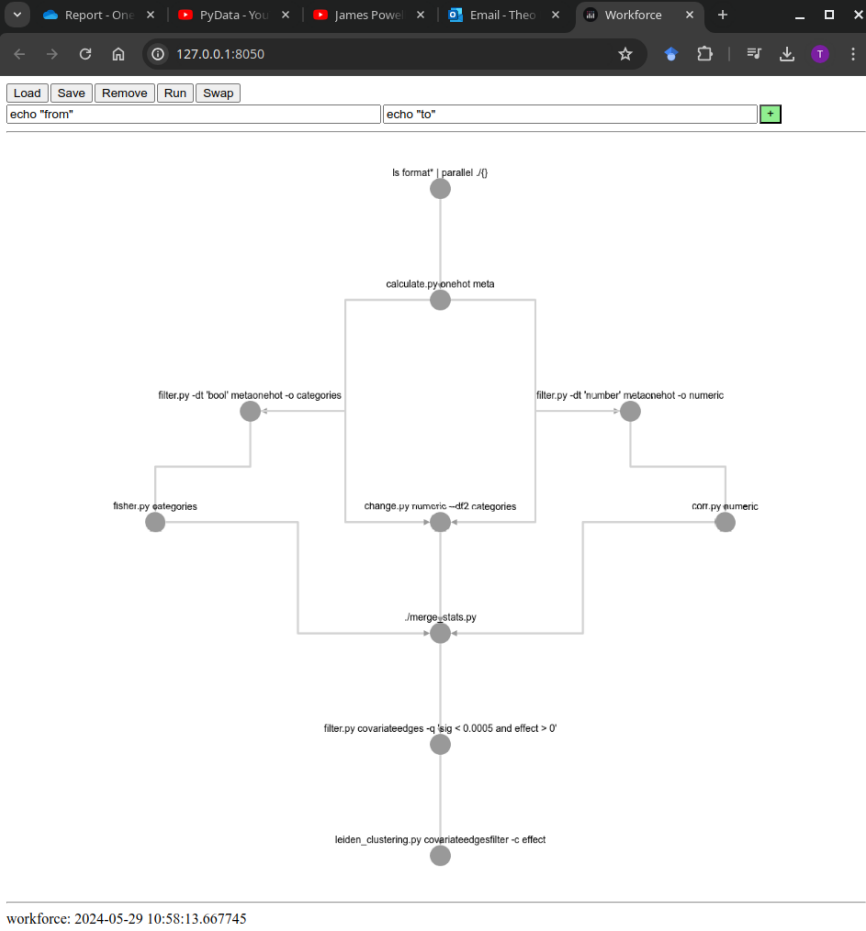 Report - One
PyData - You
James Powe
Email - Theo
Workforce
127.0.0.1:8050
T
Load Save Remove Run Swap
echo "from" echo "to" +
ls format* | parallel ./{}
calculate.py onehot meta
filter.py -dt 'bool' metaonehot -o categories
filter.py -dt 'number' metaonehot -o numeric
fisher.py categories
change.py numeric --df2 categories
corr.py numeric
./merge_stats.py
filter.py covariateedges -q 'sig < 0.0005 and effect > 0'
leiden_clustering.py covariateedgesfilter -c effect
workforce: 2024-05-29 10:58:13.667745